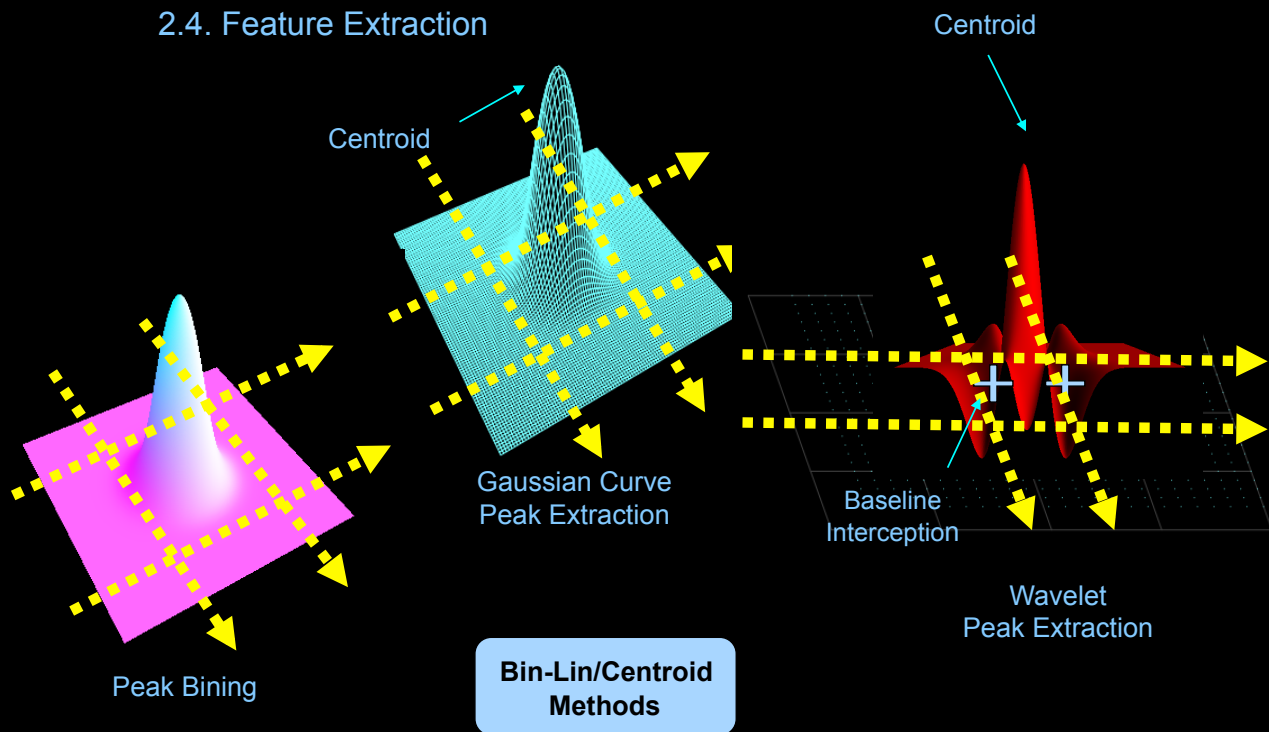 2.4. Feature Extraction
Centroid
Centroid
Gaussian Curve
Peak Extraction
Baseline
Interception
Wavelet
Peak Extraction
Peak Bining
Bin-Lin/Centroid
Methods